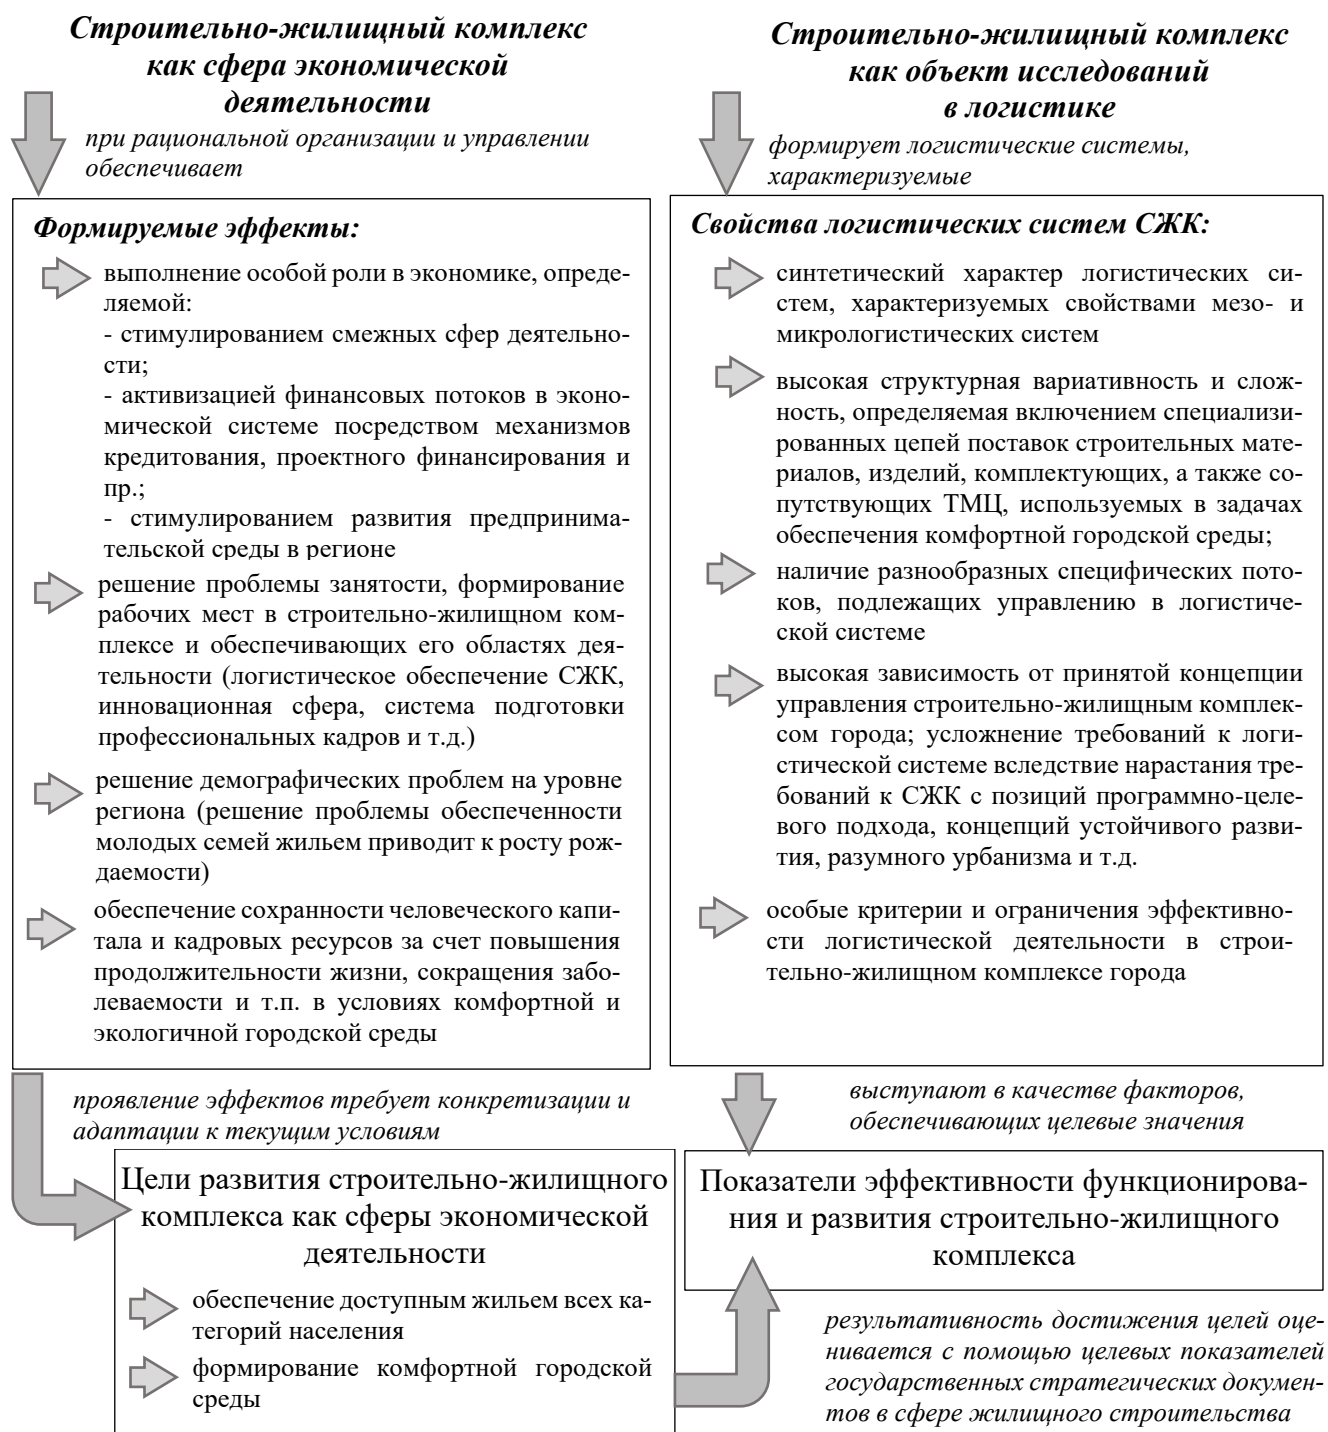 Строительно-жилищный комплекс
как сфера экономической
деятельности
при рациональной организации и управлении
обеспечивает
Формируемые эффекты:
выполнение особой роли в экономике, опреде-
ляемой:
- стимулированием смежных сфер деятельно-
сти;
- активизацией финансовых потоков в эконо-
мической системе посредством механизмов
кредитования, проектного финансирования и
пр.;
- стимулированием развития предпринима-
тельской среды в регионе
решение проблемы занятости, формирование
рабочих мест в строительно-жилищном ком-
плексе и обеспечивающих его областях дея-
тельности (логистическое обеспечение СЖК,
инновационная сфера, система подготовки
профессиональных кадров и т.д.)
решение демографических проблем на уровне
региона (решение проблемы обеспеченности
молодых семей жильем приводит к росту рож-
даемости)
обеспечение сохранности человеческого капи-
тала и кадровых ресурсов за счет повышения
продолжительности жизни, сокращения забо-
леваемости и т.п. в условиях комфортной и
экологичной городской среды
проявление эффектов требует конкретизации и
адаптации к текущим условиям
Цели развития строительно-жилищного
комплекса как сферы экономической
деятельности
обеспечение доступным жильем всех ка-
тегорий населения
формирование комфортной городской
среды
Строительно-жилищный комплекс
как объект исследований
в логистике
формирует логистические системы,
характеризуемые
Свойства логистических систем СЖК:
синтетический характер логистических си-
стем, характеризуемых свойствами мезо- и
микрологистических систем
высокая структурная вариативность и слож-
ность, определяемая включением специализи-
рованных цепей поставок строительных мате-
риалов, изделий, комплектующих, а также со-
путствующих ТМЦ, используемых в задачах
обеспечения комфортной городской среды;
наличие разнообразных специфических пото-
ков, подлежащих управлению в логистиче-
ской системе
высокая зависимость от принятой концепции
управления строительно-жилищным комплек-
сом города; усложнение требований к логи-
стической системе вследствие нарастания тре-
бований к СЖК с позиций программно-целе-
вого подхода, концепций устойчивого разви-
тия, разумного урбанизма и т.д.
особые критерии и ограничения эффективно-
сти логистической деятельности в строи-
тельно-жилищном комплексе города
выступают в качестве факторов,
обеспечивающих целевые значения
Показатели эффективности функционирова-
ния и развития строительно-жилищного
комплекса
результативность достижения целей оце-
нивается с помощью целевых показателей
государственных стратегических докумен-
тов в сфере жилищного строительства